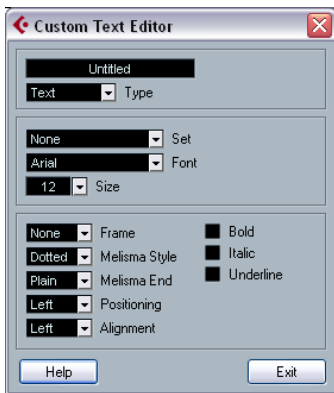 Custom Text Editor
Untitled
Text Type
None Set
Arial Font
12 Size
None Frame Bold
Dotted Melisma Style Italic
Plain Melisma End Underline
Left Positioning
Left Alignment
Help Exit